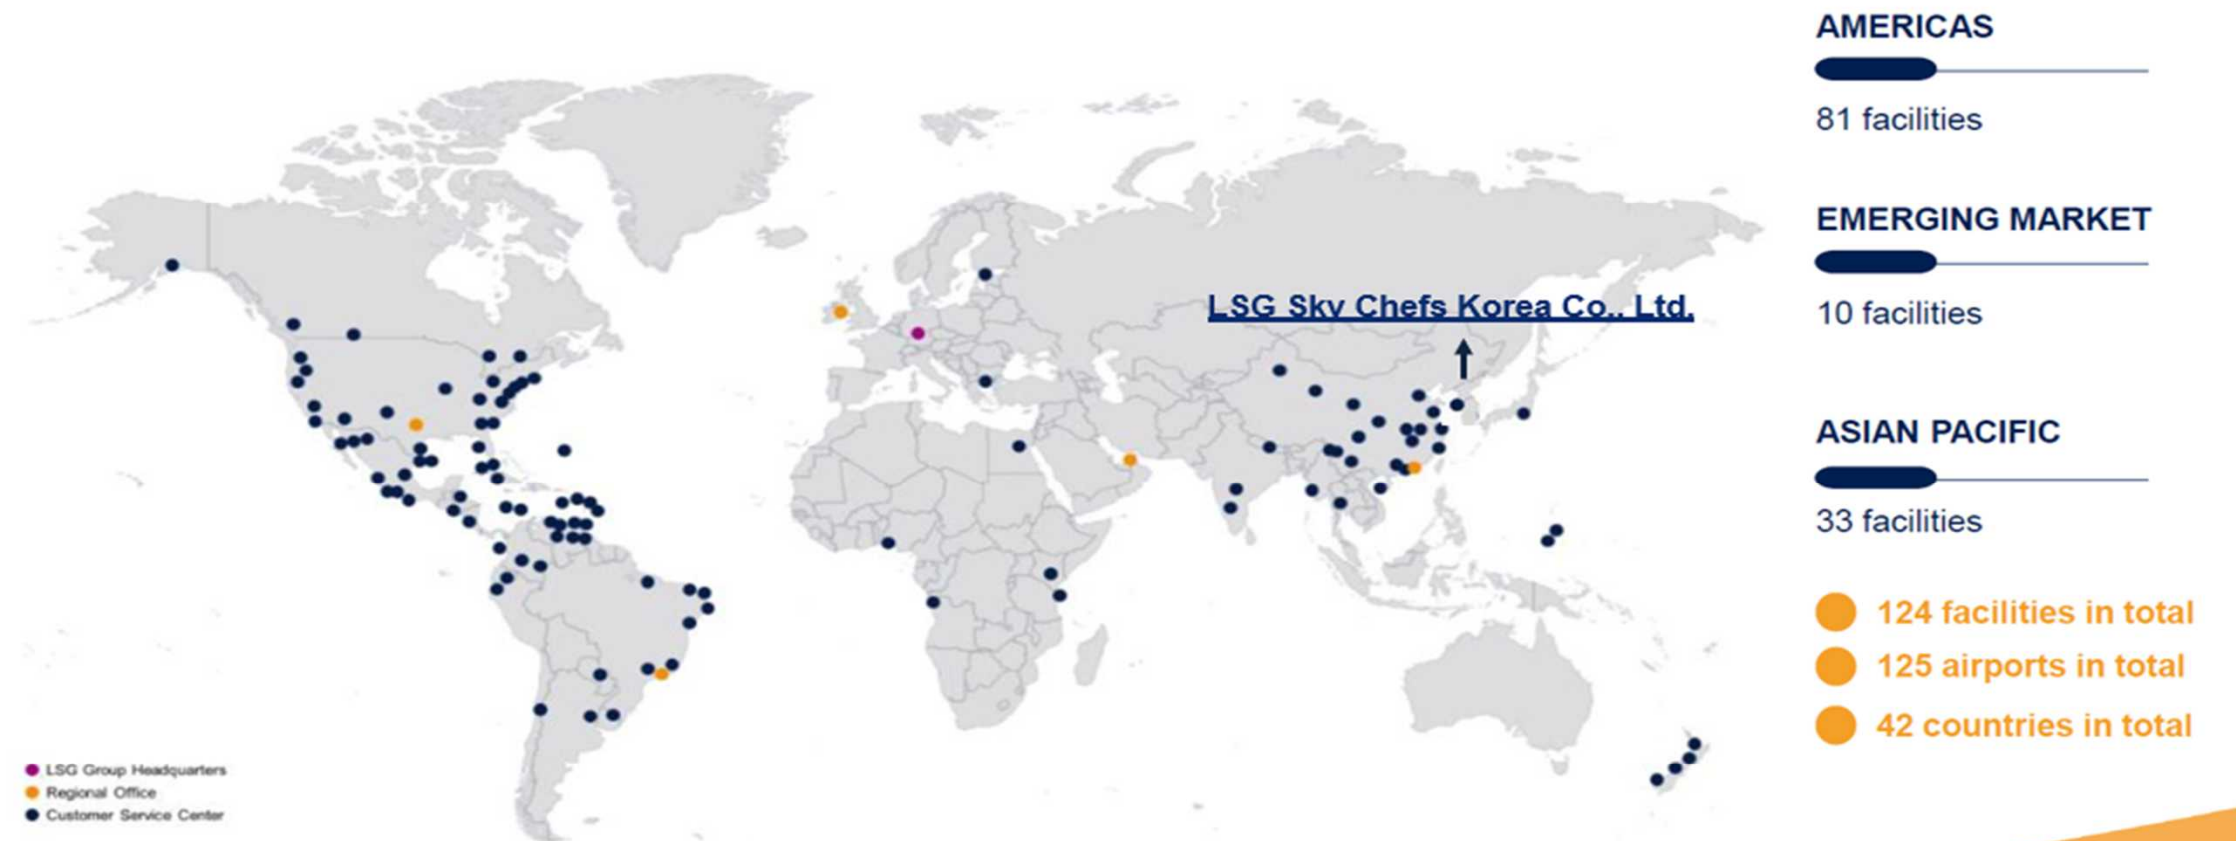 AMERICAS
81 facilities
EMERGING MARKET
10 facilities
LSG Sky Chefs Korea Co., Ltd.
ASIAN PACIFIC
33 facilities
124 facilities in total
125 airports in total
42 countries in total
LSG Group Headquarters
Regional Office
Customer Service Center